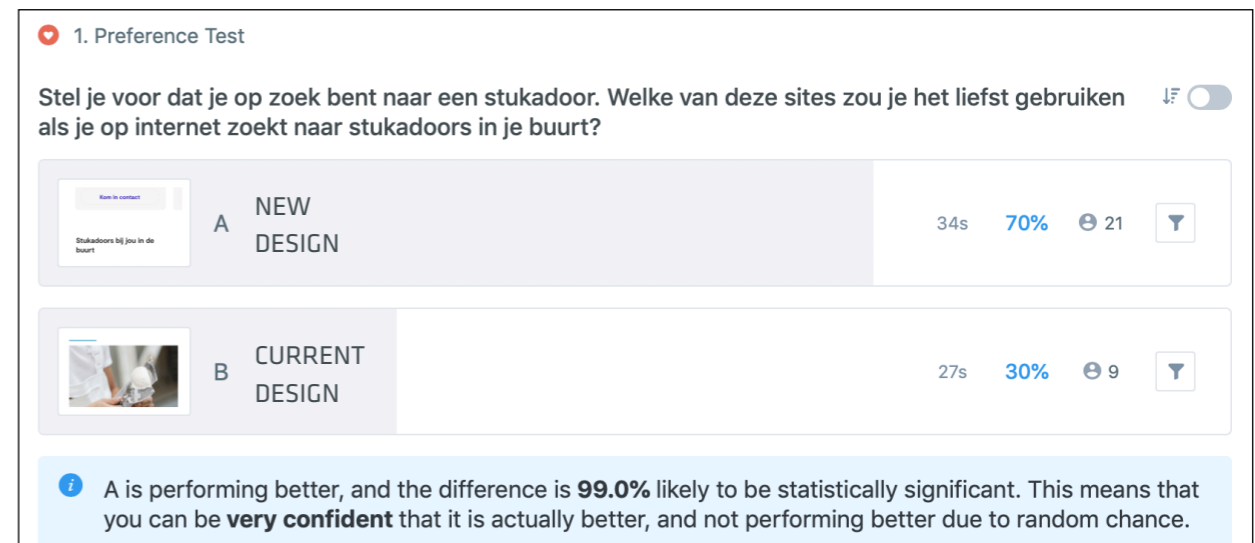 1. Preference Test
Stel je voor dat je op zoek bent naar een stukadoor. Welke van deze sites zou je het liefst gebruiken
als je op internet zoekt naar stukadoors in je buurt?
Kom in contact
Stukadoors bij jou in de
buurt
A
NEW
DESIGN
34s 70% 21
B
CURRENT
DESIGN
27s 30% 9
A is performing better, and the difference is 99.0% likely to be statistically significant. This means that
you can be very confident that it is actually better, and not performing better due to random chance.